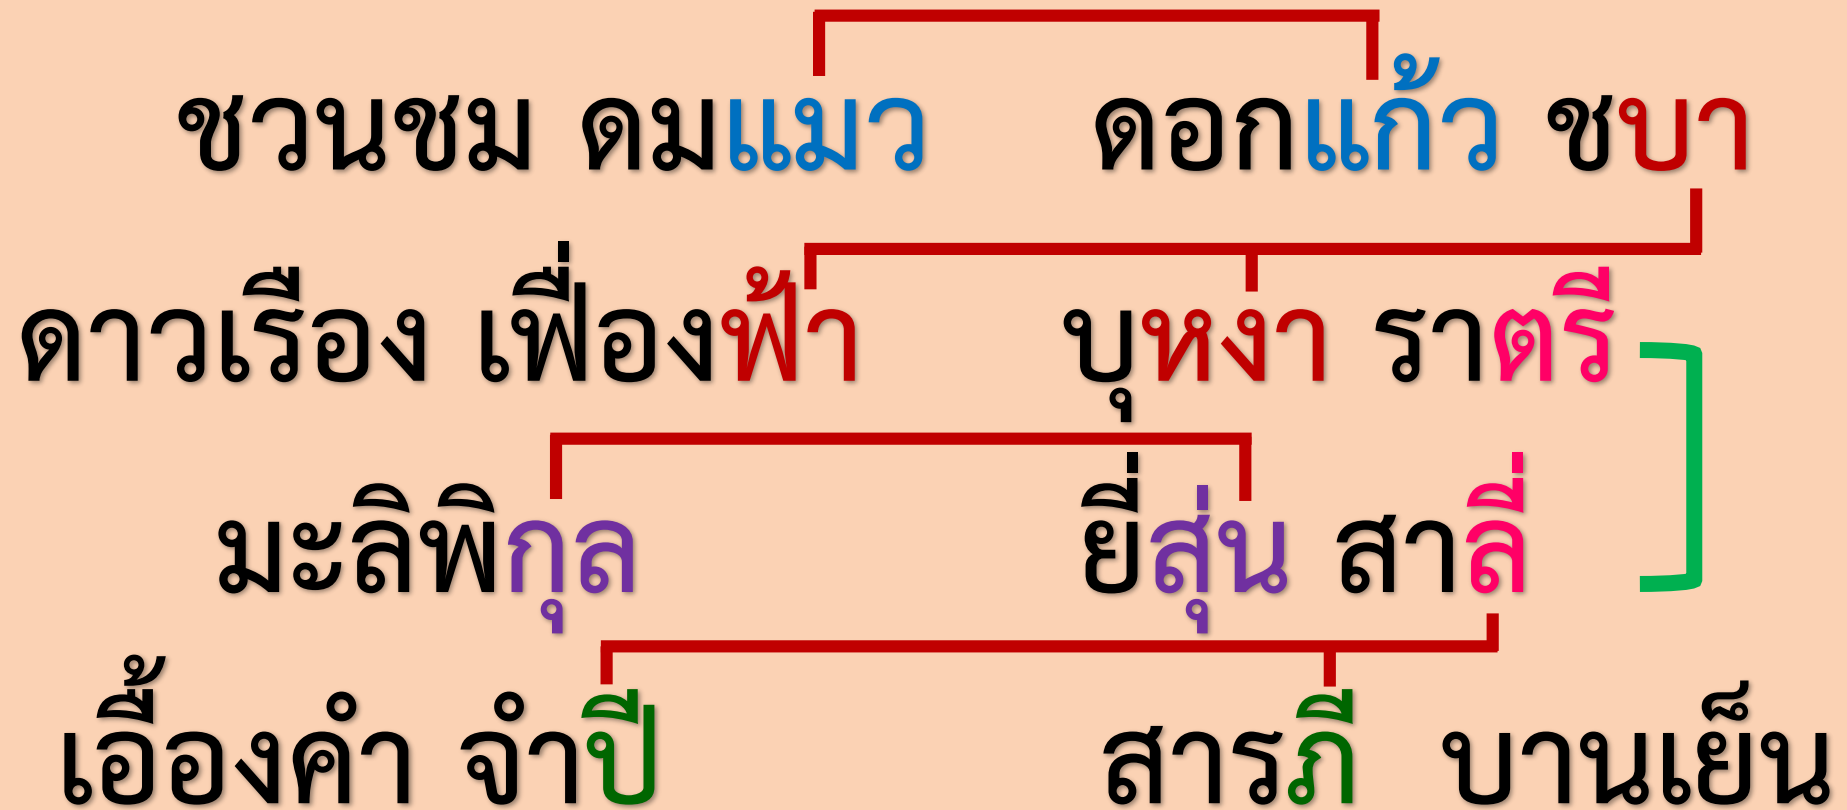 ชวนชม ดมแมว ดอกแก้ว ชบา
ดาวเรือง เฟื่องฟ้า บุหงา ราตรี
มะลิพิกุล ยี่สุ่น สาลี่
เอื้องคำ จำปี สารภี บานเย็น